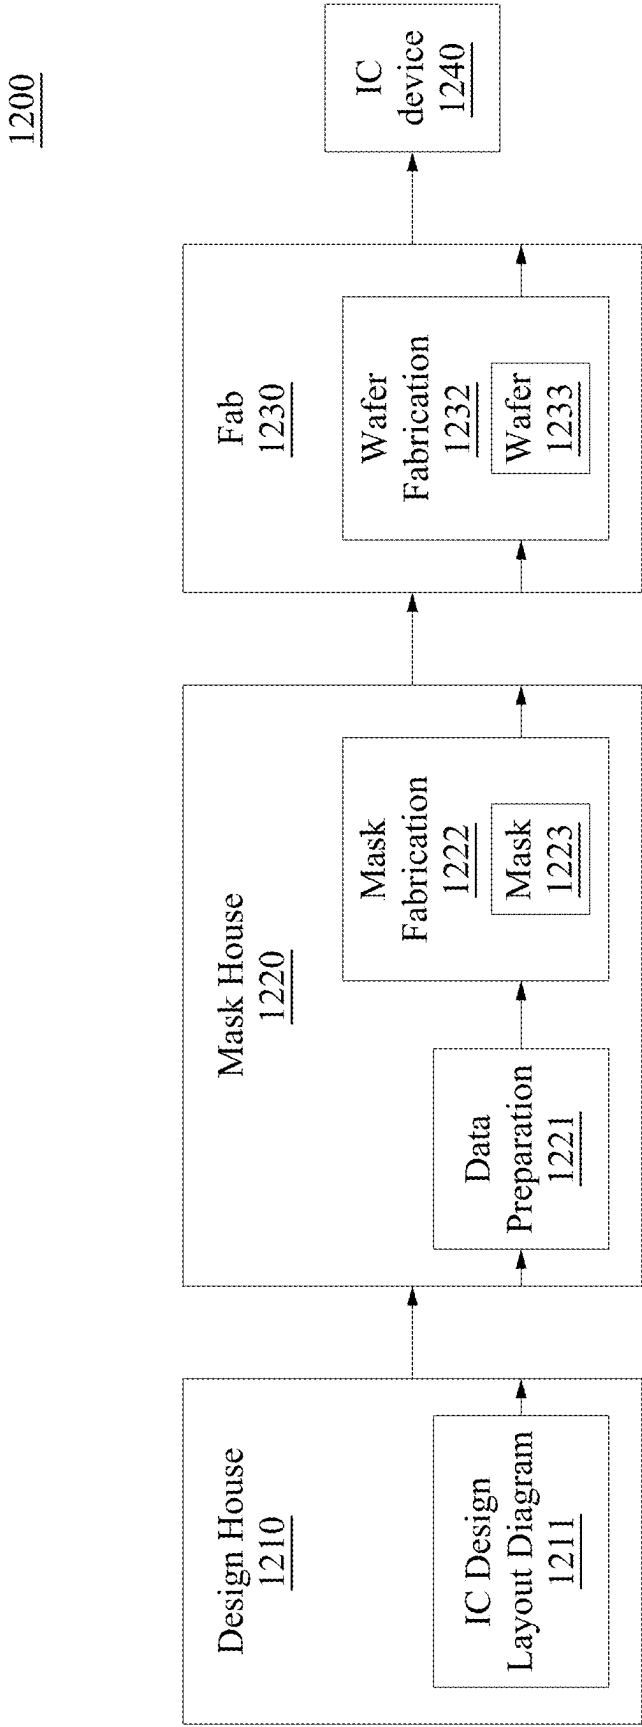 1200
Design House
1210
IC Design
Layout Diagram
1211
Mask House
1220
Data
Preparation
1221
Mask
Fabrication
1222
Mask
1223
Fab
1230
Wafer
Fabrication
1232
Wafer
1233
IC
device
1240